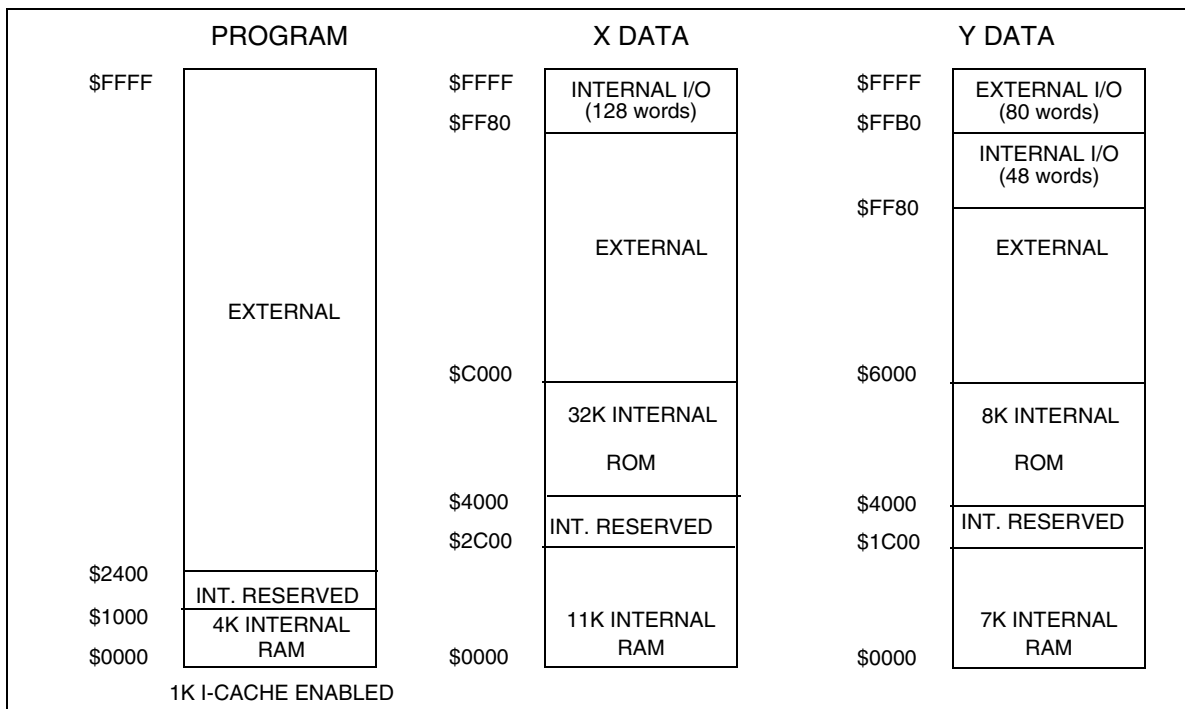 PROGRAM
$FFFF
EXTERNAL
$2400
INT. RESERVED
$1000
4K INTERNAL
RAM
$0000
1K I-CACHE ENABLED
X DATA
$FFFF
INTERNAL I/O
(128 words)
$FF80
EXTERNAL
$C000
32K INTERNAL
ROM
$4000
INT. RESERVED
$2C00
11K INTERNAL
RAM
$0000
Y DATA
$FFFF
EXTERNAL I/O
(80 words)
$FFB0
INTERNAL I/O
(48 words)
$FF80
EXTERNAL
$6000
8K INTERNAL
ROM
$4000
INT. RESERVED
$1C00
7K INTERNAL
RAM
$0000